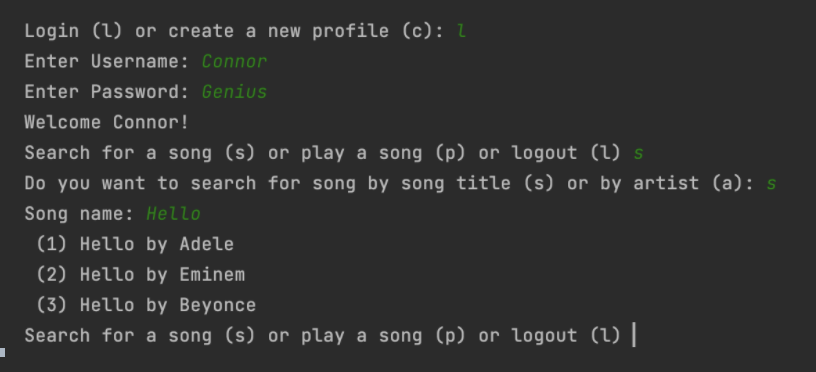 Login (l) or create a new profile (c): l
Enter Username: Connor
Enter Password: Genius
Welcome Connor!
Search for a song (s) or play a song (p) or logout (l) s
Do you want to search for song by song title (s) or by artist (a): s
Song name: Hello
(1) Hello by Adele
(2) Hello by Eminem
(3) Hello by Beyonce
Search for a song (s) or play a song (p) or logout (l)